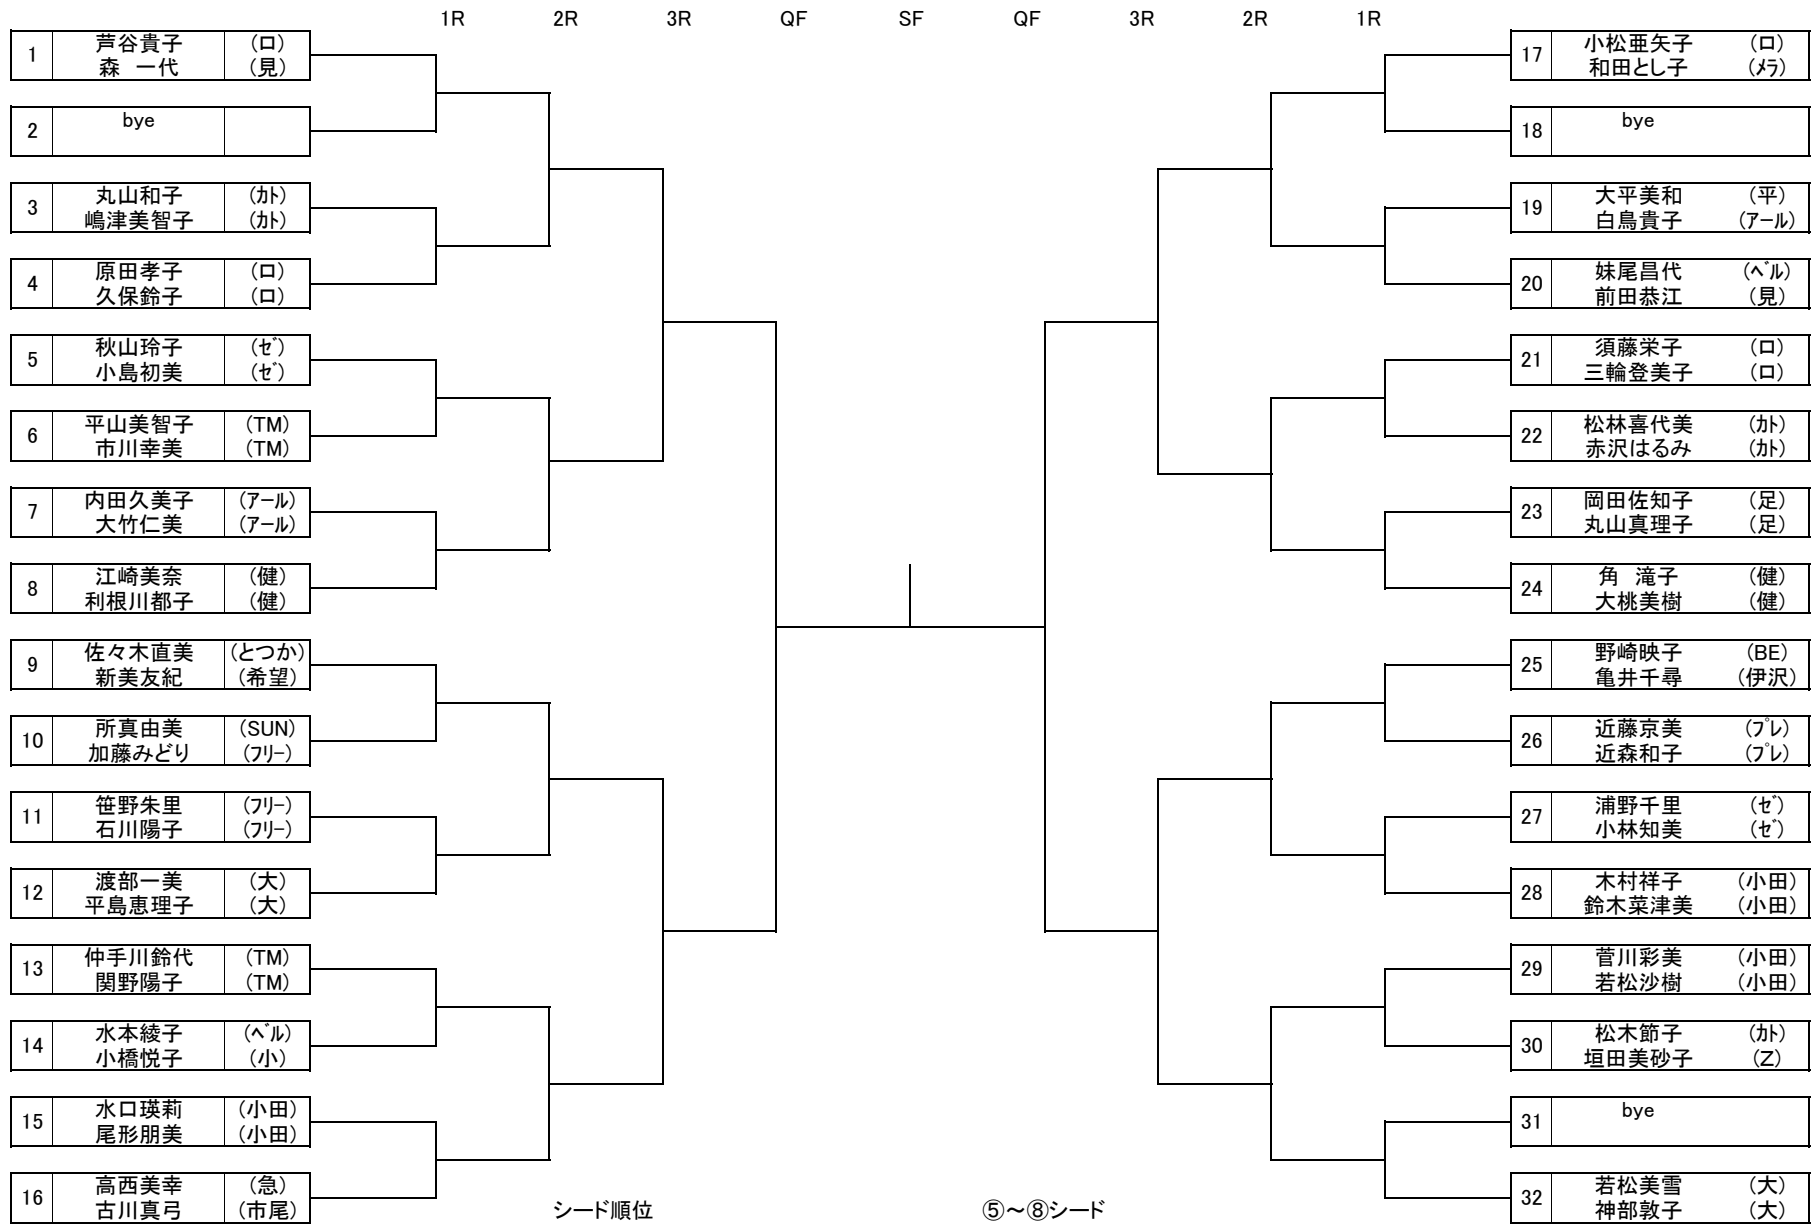 1R 2R 3R QF SF QF 3R 2R 1R
1 芦谷貴子 (ロ)
森 一代 (見)
2 bye
3 丸山和子 (ｶﾄ)
嶋津美智子 (ｶﾄ)
4 原田孝子 (ロ)
久保鈴子 (ロ)
5 秋山玲子 (ｾﾞ)
小島初美 (ｾﾞ)
6 平山美智子 (TM)
市川幸美 (TM)
7 内田久美子 (ｱｰﾙ)
大竹仁美 (ｱｰﾙ)
8 江崎美奈 (健)
利根川都子 (健)
9 佐々木直美 (とつか)
新美友紀 (希望)
10 所真由美 (SUN)
加藤みどり (ﾌﾘｰ)
11 笹野朱里 (ﾌﾘｰ)
石川陽子 (ﾌﾘｰ)
12 渡部一美 (大)
平島恵理子 (大)
13 仲手川鈴代 (TM)
関野陽子 (TM)
14 水本綾子 (ﾍﾞﾙ)
小橋悦子 (小)
15 水口瑛莉 (小田)
尾形朋美 (小田)
16 高西美幸 (急)
古川真弓 (市尾)
17 小松亜矢子 (ロ)
和田とし子 (ﾒﾗ)
18 bye
19 大平美和 (平)
白鳥貴子 (ｱｰﾙ)
20 妹尾昌代 (ﾍﾞﾙ)
前田恭江 (見)
21 須藤栄子 (ロ)
三輪登美子 (ロ)
22 松林喜代美 (ｶﾄ)
赤沢はるみ (ｶﾄ)
23 岡田佐知子 (足)
丸山真理子 (足)
24 角 滝子 (健)
大桃美樹 (健)
25 野崎映子 (BE)
亀井千尋 (伊沢)
26 近藤京美 (ﾌﾟﾚ)
近森和子 (ﾌﾟﾚ)
27 浦野千里 (ｾﾞ)
小林知美 (ｾﾞ)
28 木村祥子 (小田)
鈴木菜津美 (小田)
29 菅川彩美 (小田)
若松沙樹 (小田)
30 松木節子 (ｶﾄ)
垣田美砂子 (Z)
31 bye
32 若松美雪 (大)
神部敦子 (大)
シード順位 ⑤～⑧シード